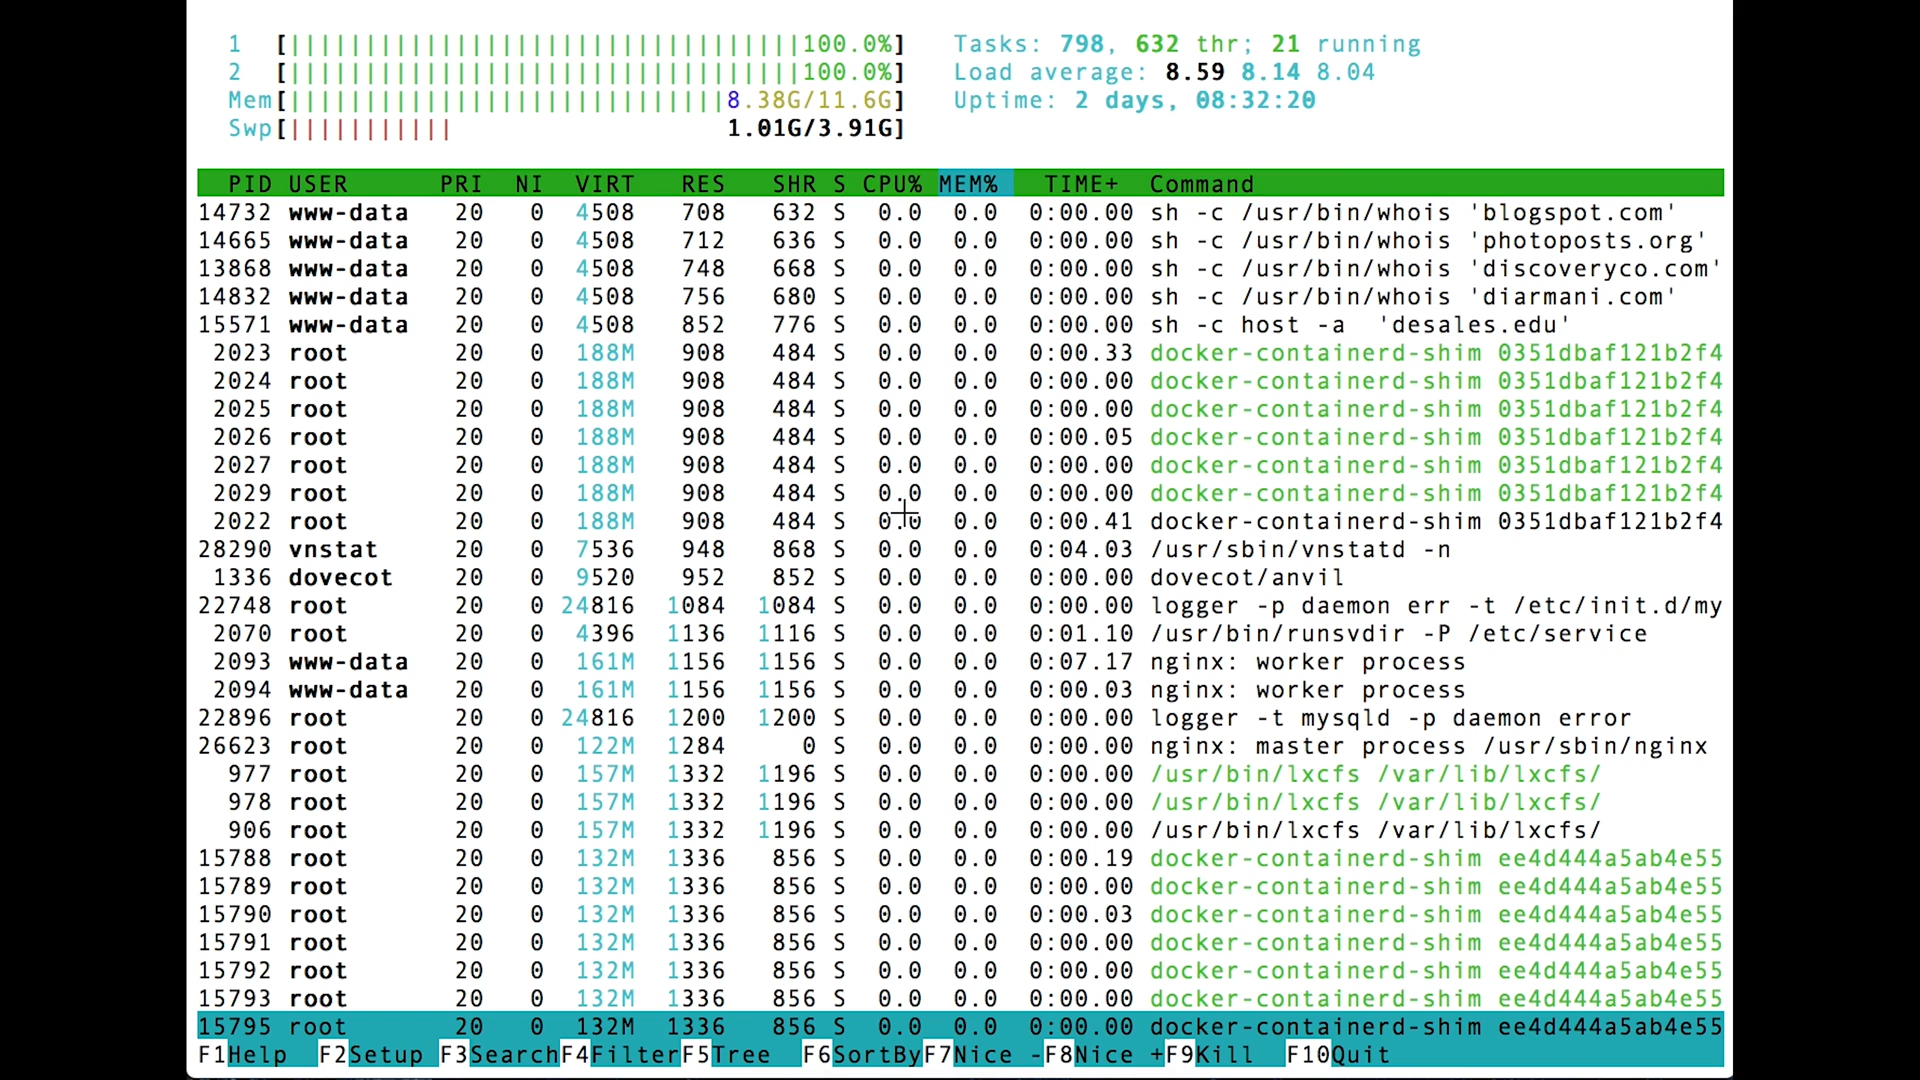 1 [||||||||||||||||||||||||||||||||||100.0%] Tasks: 798, 632 thr; 21 running
2 [||||||||||||||||||||||||||||||||||100.0%] Load average: 8.59 8.14 8.04
Mem[|||||||||||||||||||||||||||||8.38G/11.6G] Uptime: 2 days, 08:32:20
Swp[||||||||||| 1.01G/3.91G]
PID USER PRI NI VIRT RES SHR S CPU% MEM% TIME+ Command
14732 www-data 20 0 4508 708 632 S 0.0 0.0 0:00.00 sh -c /usr/bin/whois 'blogspot.com'
14665 www-data 20 0 4508 712 636 S 0.0 0.0 0:00.00 sh -c /usr/bin/whois 'photoposts.org'
13868 www-data 20 0 4508 748 668 S 0.0 0.0 0:00.00 sh -c /usr/bin/whois 'discoveryco.com'
14832 www-data 20 0 4508 756 680 S 0.0 0.0 0:00.00 sh -c /usr/bin/whois 'diarmani.com'
15571 www-data 20 0 4508 852 776 S 0.0 0.0 0:00.00 sh -c host -a 'desales.edu'
2023 root 20 0 188M 908 484 S 0.0 0.0 0:00.33 docker-containerd-shim 0351dbaf121b2f4
2024 root 20 0 188M 908 484 S 0.0 0.0 0:00.00 docker-containerd-shim 0351dbaf121b2f4
2025 root 20 0 188M 908 484 S 0.0 0.0 0:00.00 docker-containerd-shim 0351dbaf121b2f4
2026 root 20 0 188M 908 484 S 0.0 0.0 0:00.05 docker-containerd-shim 0351dbaf121b2f4
2027 root 20 0 188M 908 484 S 0.0 0.0 0:00.00 docker-containerd-shim 0351dbaf121b2f4
2029 root 20 0 188M 908 484 S 0.0 0.0 0:00.00 docker-containerd-shim 0351dbaf121b2f4
2022 root 20 0 188M 908 484 S 0.0 0.0 0:00.41 docker-containerd-shim 0351dbaf121b2f4
28290 vnstat 20 0 7536 948 868 S 0.0 0.0 0:04.03 /usr/sbin/vnstatd -n
1336 dovecot 20 0 9520 952 852 S 0.0 0.0 0:00.00 dovecot/anvil
22748 root 20 0 24816 1084 1084 S 0.0 0.0 0:00.00 logger -p daemon err -t /etc/init.d/my
2070 root 20 0 4396 1136 1116 S 0.0 0.0 0:01.10 /usr/bin/runsvdir -P /etc/service
2093 www-data 20 0 161M 1156 1156 S 0.0 0.0 0:07.17 nginx: worker process
2094 www-data 20 0 161M 1156 1156 S 0.0 0.0 0:00.03 nginx: worker process
22896 root 20 0 24816 1200 1200 S 0.0 0.0 0:00.00 logger -t mysqld -p daemon error
26623 root 20 0 122M 1284 0 S 0.0 0.0 0:00.00 nginx: master process /usr/sbin/nginx
977 root 20 0 157M 1332 1196 S 0.0 0.0 0:00.00 /usr/bin/lxcfs /var/lib/lxcfs/
978 root 20 0 157M 1332 1196 S 0.0 0.0 0:00.00 /usr/bin/lxcfs /var/lib/lxcfs/
906 root 20 0 157M 1332 1196 S 0.0 0.0 0:00.00 /usr/bin/lxcfs /var/lib/lxcfs/
15788 root 20 0 132M 1336 856 S 0.0 0.0 0:00.19 docker-containerd-shim ee4d444a5ab4e55
15789 root 20 0 132M 1336 856 S 0.0 0.0 0:00.00 docker-containerd-shim ee4d444a5ab4e55
15790 root 20 0 132M 1336 856 S 0.0 0.0 0:00.03 docker-containerd-shim ee4d444a5ab4e55
15791 root 20 0 132M 1336 856 S 0.0 0.0 0:00.00 docker-containerd-shim ee4d444a5ab4e55
15792 root 20 0 132M 1336 856 S 0.0 0.0 0:00.00 docker-containerd-shim ee4d444a5ab4e55
15793 root 20 0 132M 1336 856 S 0.0 0.0 0:00.00 docker-containerd-shim ee4d444a5ab4e55
15795 root 20 0 132M 1336 856 S 0.0 0.0 0:00.00 docker-containerd-shim ee4d444a5ab4e55
F1Help F2Setup F3SearchF4FilterF5Tree F6SortByF7Nice -F8Nice +F9Kill F10Quit